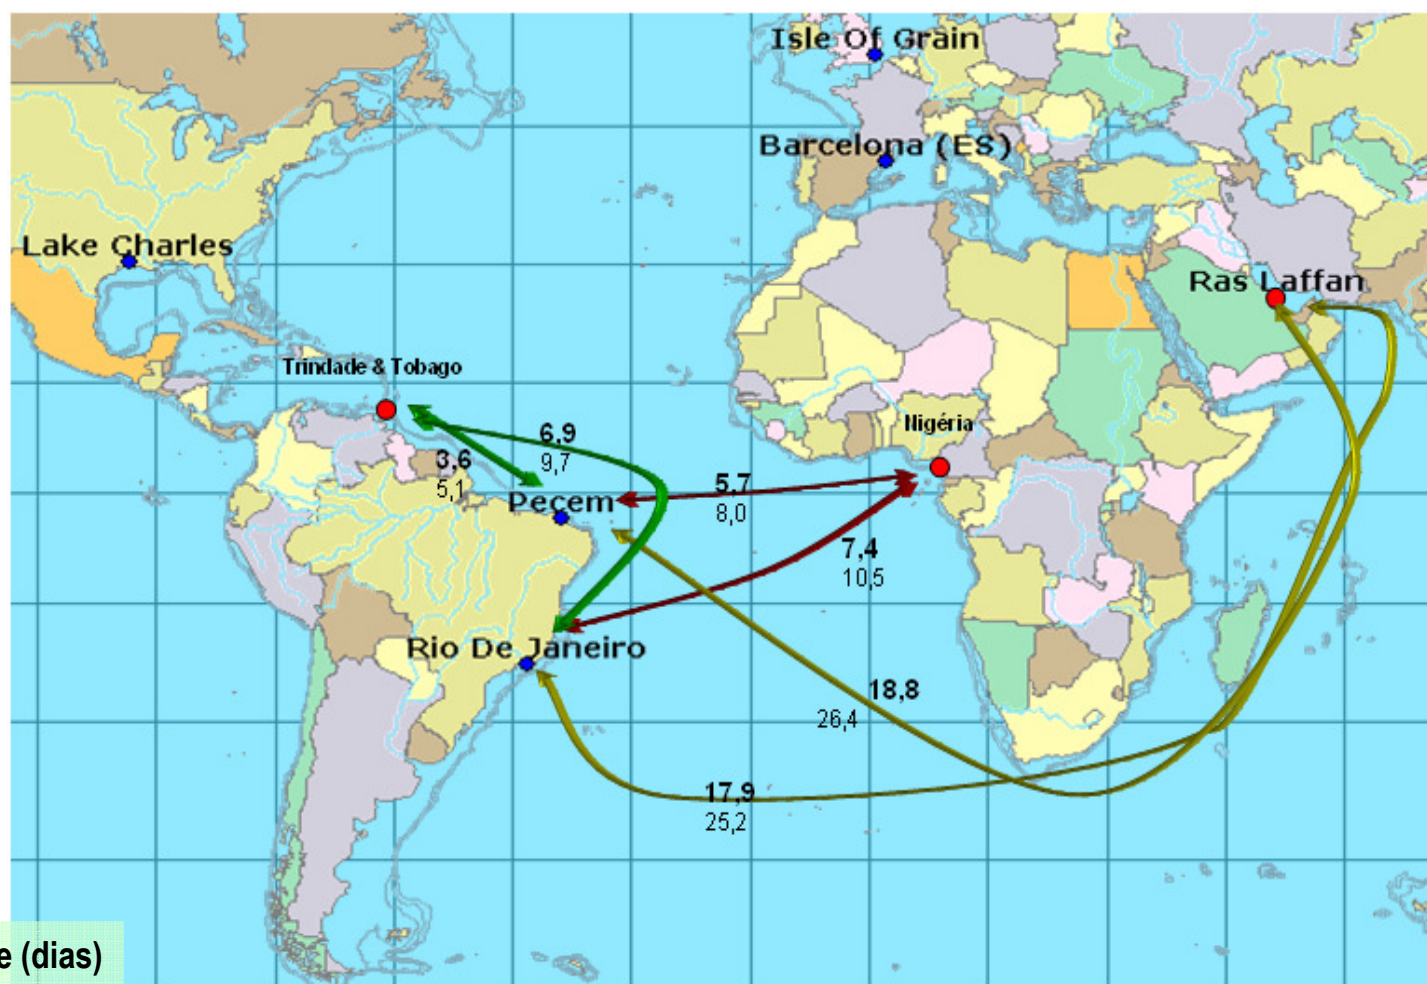 Isle Of Grain
Barcelona (ES)
Lake Charles
Ras Laffan
Trindade & Tobago
Nigéria
6,9
9,7
3,6
5,1
Peçem
5,7
8,0
7,4
10,5
Rio De Janeiro
18,8
26,4
17,9
25,2
e (dias)